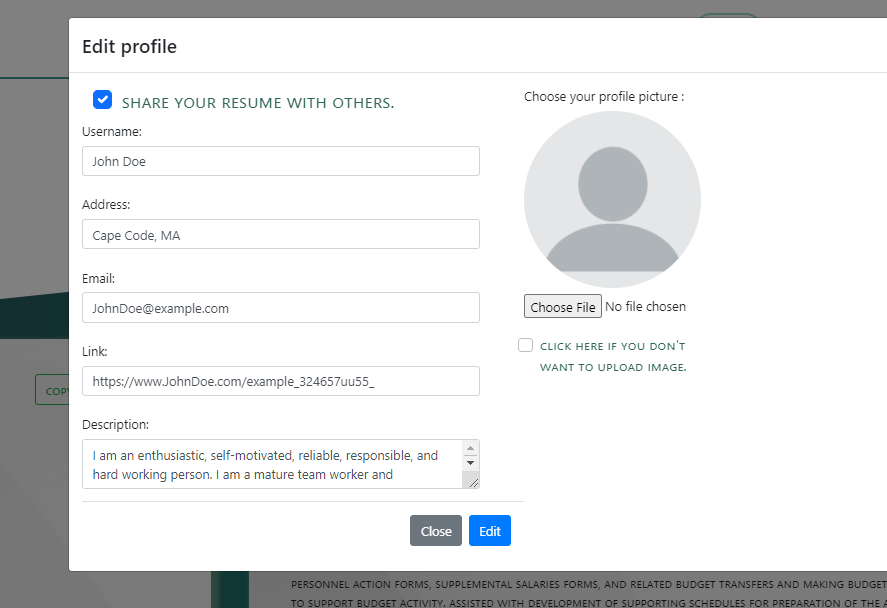 Edit profile
SHARE YOUR RESUME WITH OTHERS.
Username:
John Doe
Address:
Cape Code, MA
Email:
JohnDoe@example.com
Link:
https://www.JohnDoe.com/example_324657uu55_
Description:
I am an enthusiastic, self-motivated, reliable, responsible, and
hard working person. I am a mature team worker and
Close Edit
Choose your profile picture :
Choose File No file chosen
CLICK HERE IF YOU DON'T
WANT TO UPLOAD IMAGE.
PERSONNEL ACTION FORMS, SUPPLEMENTAL SALARIES FORMS, AND RELATED BUDGET TRANSFERS AND MAKING BUDGET
TO SUPPORT BUDGET ACTIVITY. ASSISTED WITH DEVELOPMENT OF SUPPORTING SCHEDULES FOR PREPARATION OF THE